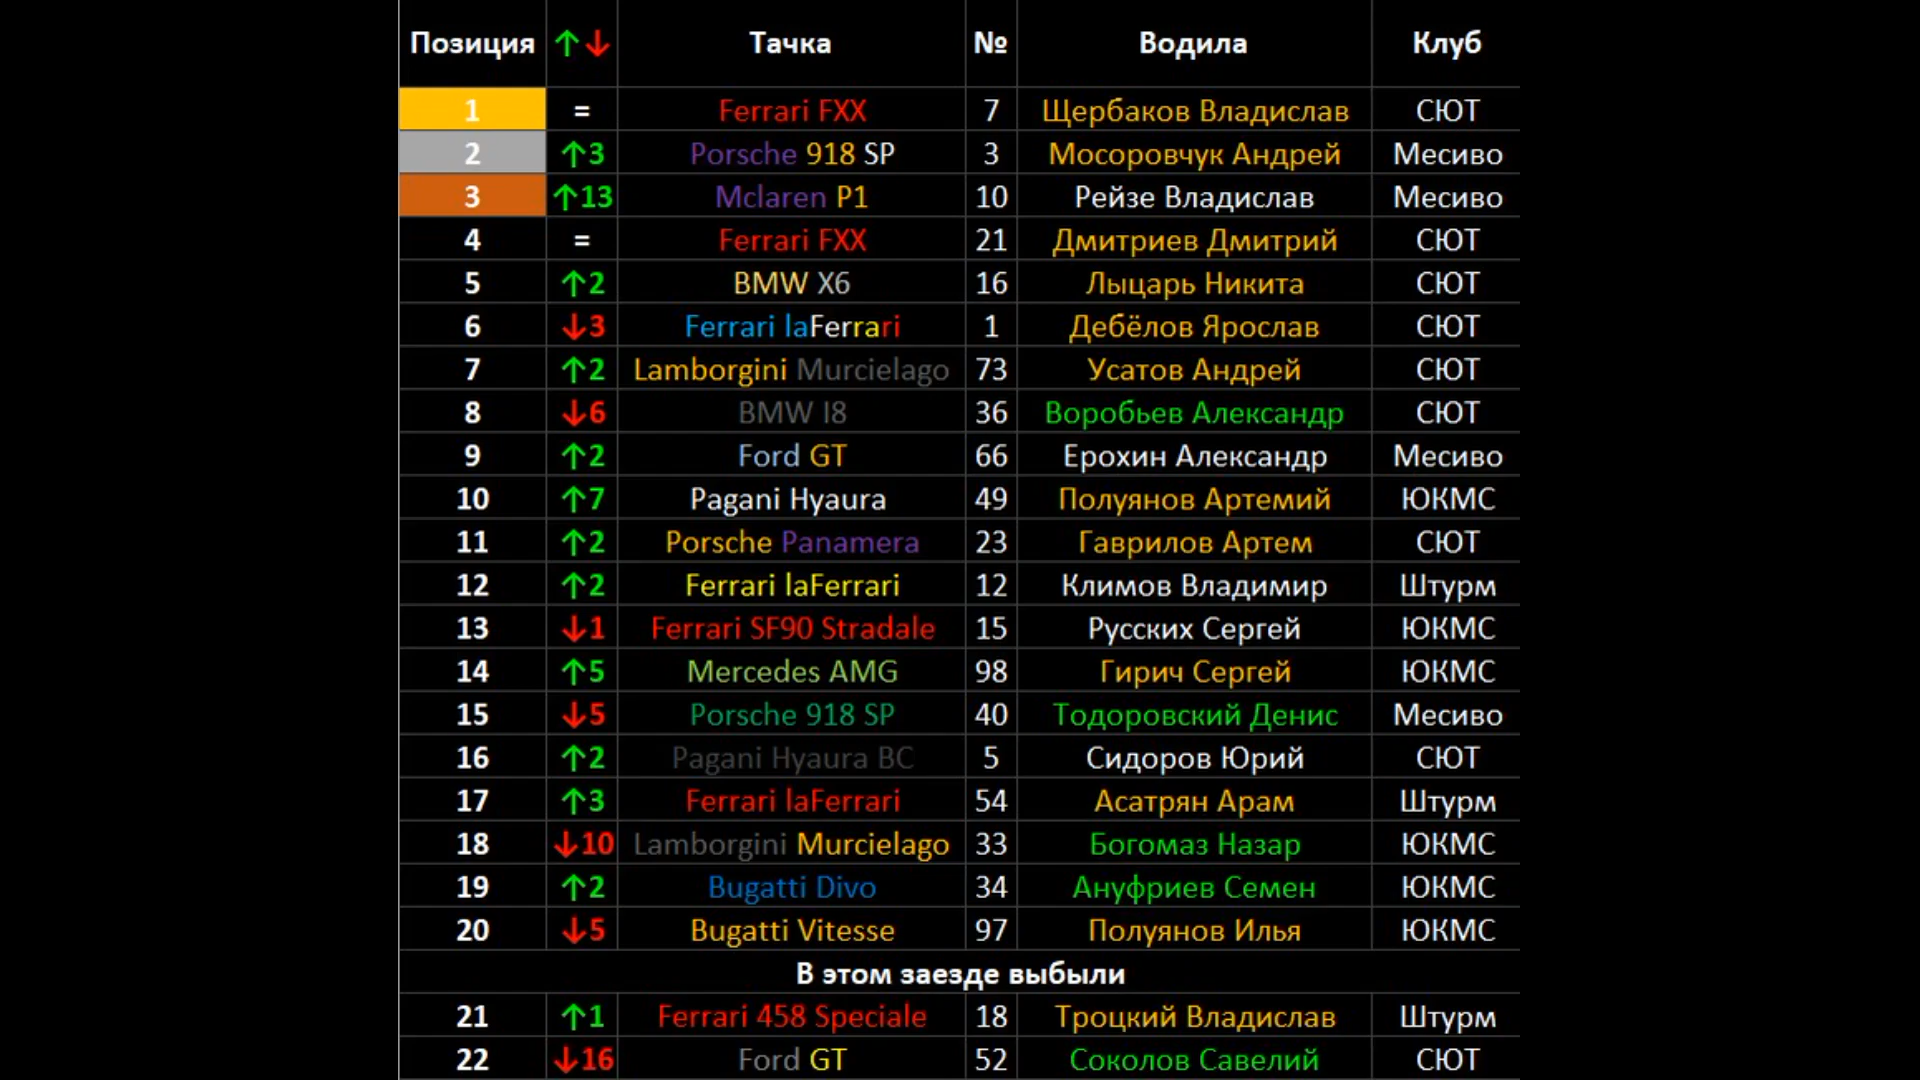 Позиция ↑↓ Тачка № Водила Клуб
1 = Ferrari FXX 7 Щербаков Владислав СЮТ
2 ↑3 Porsche 918 SP 3 Мосоровчук Андрей Месиво
3 ↑13 Mclaren P1 10 Рейзе Владислав Месиво
4 = Ferrari FXX 21 Дмитриев Дмитрий СЮТ
5 ↑2 BMW X6 16 Лыцарь Никита СЮТ
6 ↓3 Ferrari laFerrari 1 Дебёлов Ярослав СЮТ
7 ↑2 Lamborgini Murcielago 73 Усатов Андрей СЮТ
8 ↓6 BMW I8 36 Воробьев Александр СЮТ
9 ↑2 Ford GT 66 Ерохин Александр Месиво
10 ↑7 Pagani Hyaura 49 Полуянов Артемий ЮКМС
11 ↑2 Porsche Panamera 23 Гаврилов Артем СЮТ
12 ↑2 Ferrari laFerrari 12 Климов Владимир Штурм
13 ↓1 Ferrari SF90 Stradale 15 Русских Сергей ЮКМС
14 ↑5 Mercedes AMG 98 Гирич Сергей ЮКМС
15 ↓5 Porsche 918 SP 40 Тодоровский Денис Месиво
16 ↑2 Pagani Hyaura BC 5 Сидоров Юрий СЮТ
17 ↑3 Ferrari laFerrari 54 Асатрян Арам Штурм
18 ↓10 Lamborgini Murcielago 33 Богомаз Назар ЮКМС
19 ↑2 Bugatti Divo 34 Ануфриев Семен ЮКМС
20 ↓5 Bugatti Vitesse 97 Полуянов Илья ЮКМС
В этом заезде выбыли
21 ↑1 Ferrari 458 Speciale 18 Троцкий Владислав Штурм
22 ↓16 Ford GT 52 Соколов Савелий СЮТ